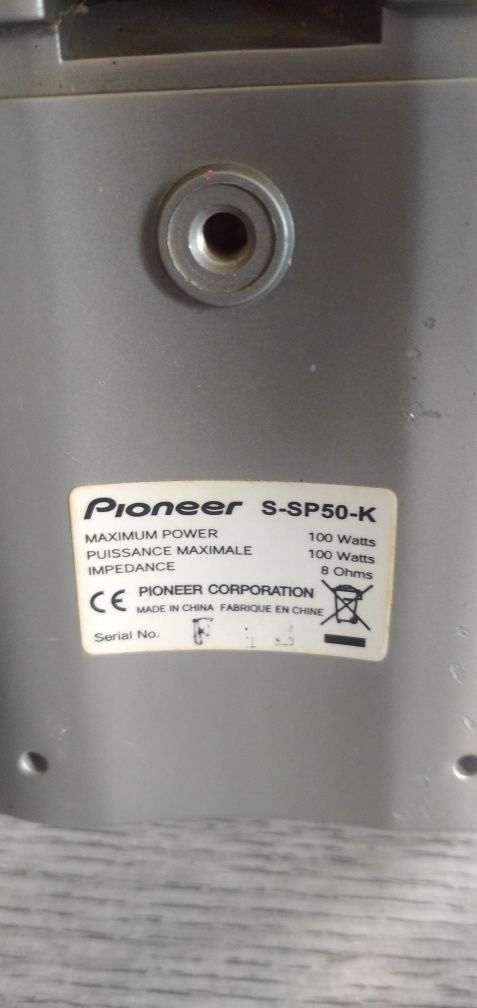 Pioneer S-SP50-K
MAXIMUM POWER 100 Watts
PUISSANCE MAXIMALE 100 Watts
IMPEDANCE 8 Ohms
CE PIONEER CORPORATION
MADE IN CHINA FABRIQUE EN CHINE
Serial No. F